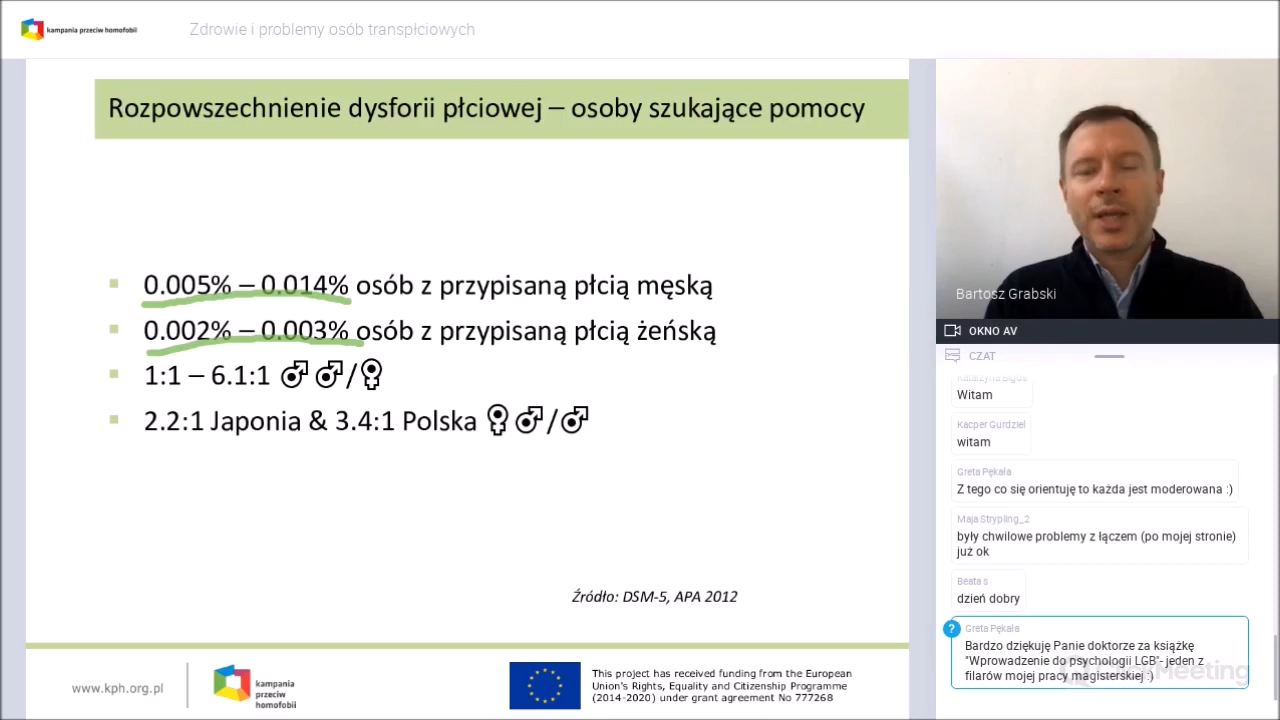 kampania przeciw homofobii
Zdrowie i problemy osób transpłciowych
Rozpowszechnienie dysforii płciowej – osoby szukające pomocy
0.005% – 0.014% osób z przypisaną płcią męską
0.002% – 0.003% osób z przypisaną płcią żeńską
1:1 – 6.1:1 ♂♂/♀
2.2:1 Japonia & 3.4:1 Polska ♀♂/♂
Źródło: DSM-5, APA 2012
www.kph.org.pl
kampania
przeciw
homofobii
This project has received funding from the European
Union's Rights, Equality and Citizenship Programme
(2014-2020) under grant agreement No 777268
Bartosz Grabski
OKNO AV
CZAT
Witam
Kacper Gurdziel
witam
Greta Pękała
Z tego co się orientuję to każda jest moderowana :)
Maja Strypling_2
były chwilowe problemy z łączem (po mojej stronie)
już ok
Beata s
dzień dobry
? Greta Pękała
Bardzo dziękuję Panie doktorze za książkę
"Wprowadzenie do psychologii LGB"- jeden z
filarów mojej pracy magisterskiej :)
ClickMeeting